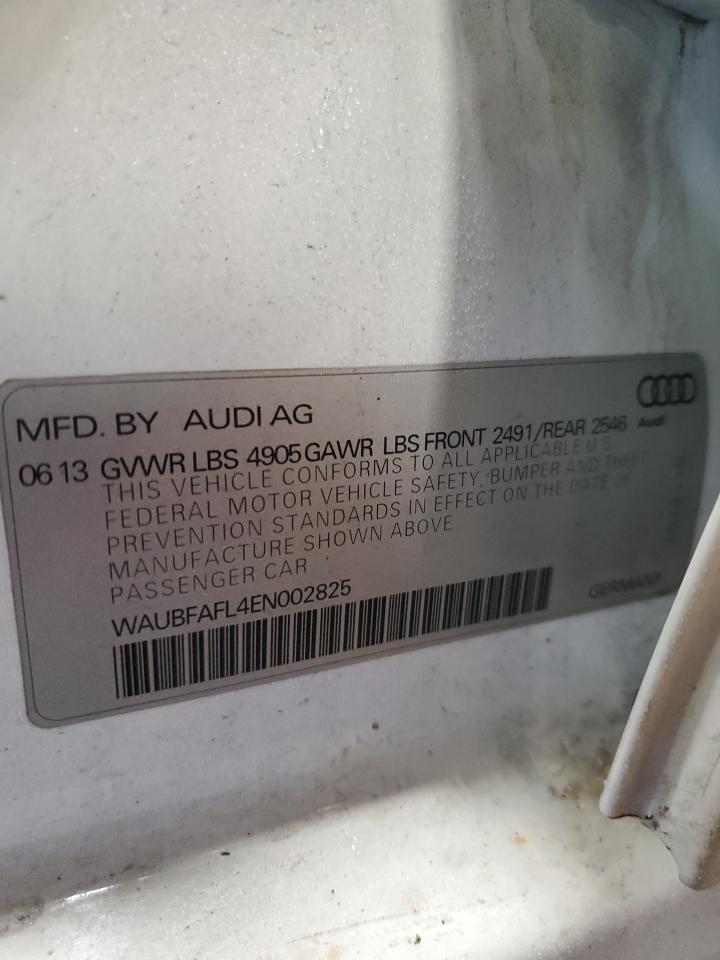 MFD. BY AUDI AG
Audi
06 13 GVWR LBS 4905 GAWR LBS FRONT 2491/REAR 2546
THIS VEHICLE CONFORMS TO ALL APPLICABLE U.S.
FEDERAL MOTOR VEHICLE SAFETY, BUMPER AND THEFT
PREVENTION STANDARDS IN EFFECT ON THE DATE OF
MANUFACTURE SHOWN ABOVE
PASSENGER CAR
WAUBFAFL4EN002825
GERMANY